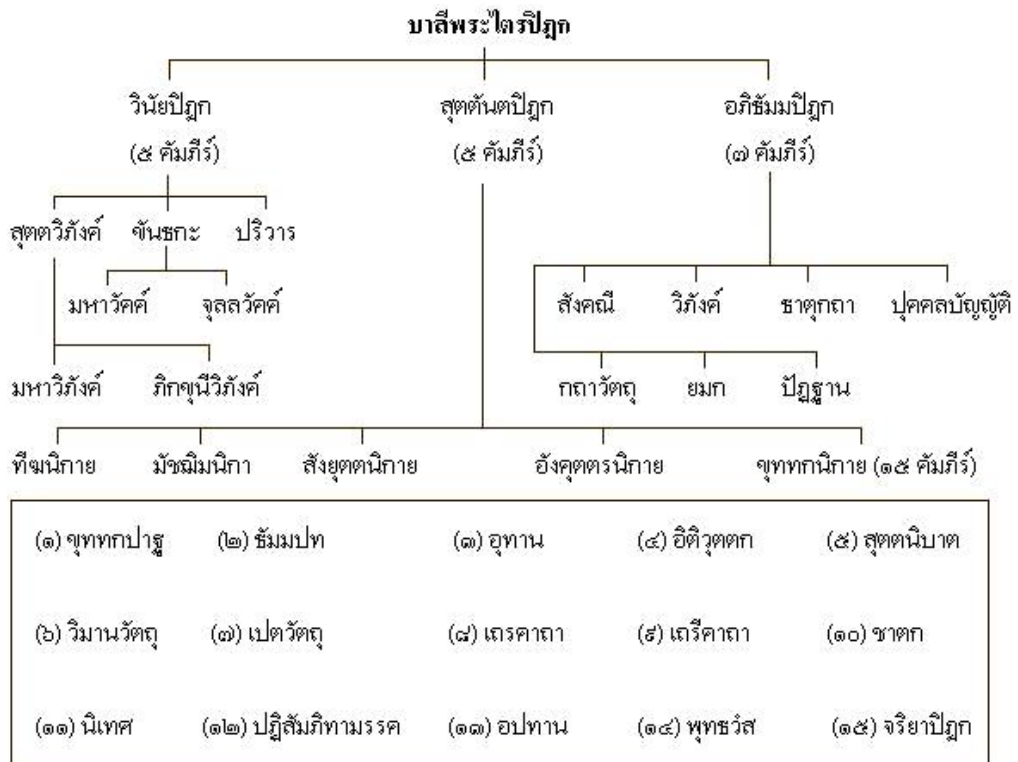 บาลีพระไตรปิฎก
วินัยปิฎก สุตตันตปิฎก อภิธัมมปิฎก
(๕ คัมภีร์) (๕ คัมภีร์) (๗ คัมภีร์)
สุตตวิภังค์ ขันธกะ ปริวาร
มหาวัคค์ จุลลวัคค์ สังคณี วิภังค์ ธาตุกถา ปุคคลบัญญัติ
มหาวิภังค์ ภิกขุนีวิภังค์ กถาวัตถุ ยมก ปัฏฐาน
ทีฆนิกาย มัชฌิมนิกา สังยุตตนิกาย อังคุตตรนิกาย ขุททกนิกาย (๑๕ คัมภีร์)
(๑) ขุททกปาฐ (๒) ธัมมปท (๓) อุทาน (๔) อิติวุตตก (๕) สุตตนิบาต
(๖) วิมานวัตถุ (๗) เปตวัตถุ (๘) เถรคาถา (๙) เถรีคาถา (๑๐) ชาตก
(๑๑) นิเทศ (๑๒) ปฏิสัมภิทามรรค (๑๓) อปทาน (๑๔) พุทธวํส (๑๕) จริยาปิฎก